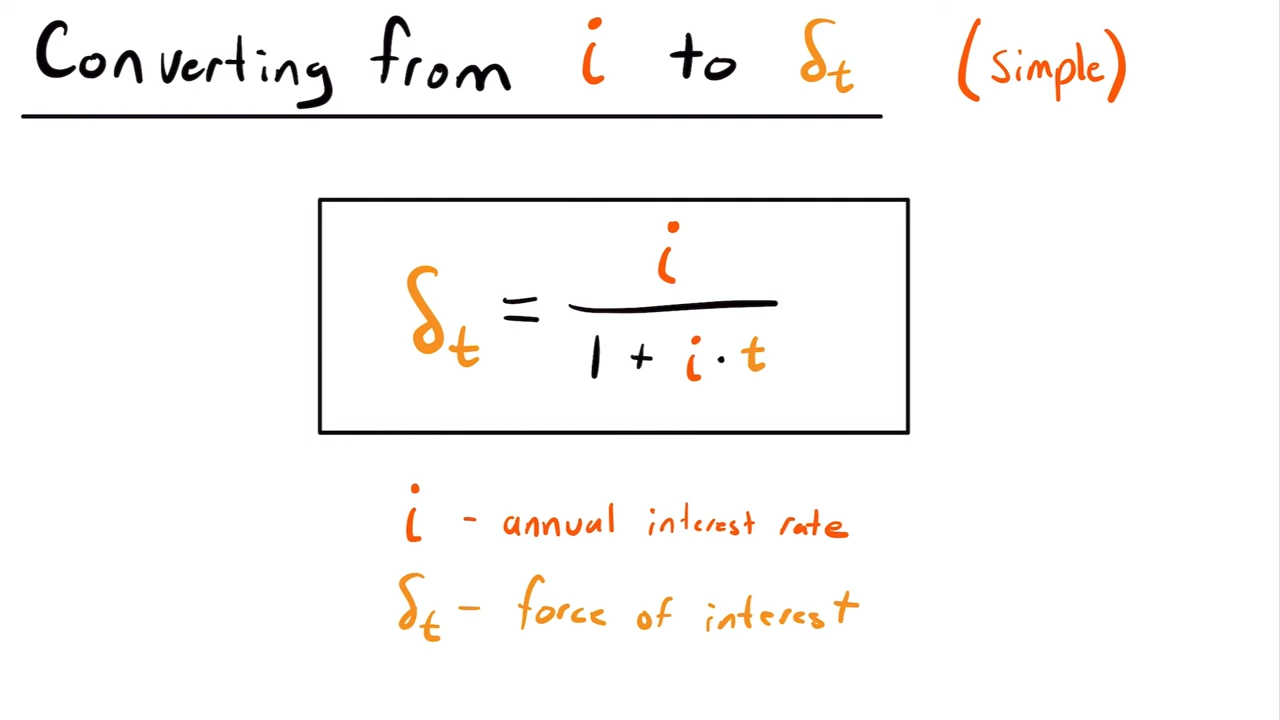 Converting from i to δt (simple)
δt = i / (1 + i · t)
i - annual interest rate
δt - force of interest